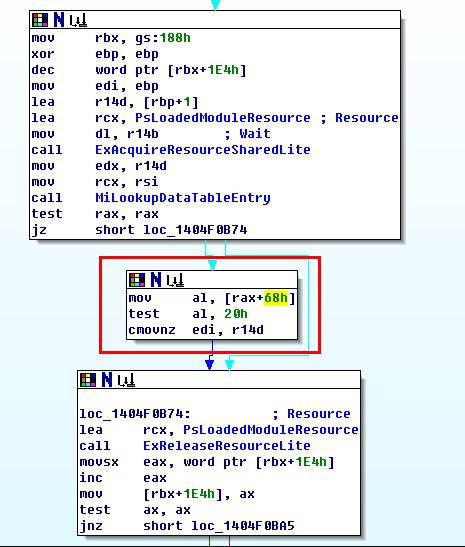 mov rbx, gs:188h
xor ebp, ebp
dec word ptr [rbx+1E4h]
mov edi, ebp
lea r14d, [rbp+1]
lea rcx, PsLoadedModuleResource ; Resource
mov dl, r14b ; Wait
call ExAcquireResourceSharedLite
mov edx, r14d
mov rcx, rsi
call MiLookupDataTableEntry
test rax, rax
jz short loc_1404F0B74
mov al, [rax+68h]
test al, 20h
cmovnz edi, r14d
loc_1404F0B74: ; Resource
lea rcx, PsLoadedModuleResource
call ExReleaseResourceLite
movsx eax, word ptr [rbx+1E4h]
inc eax
mov [rbx+1E4h], ax
test ax, ax
jnz short loc_1404F0BA5